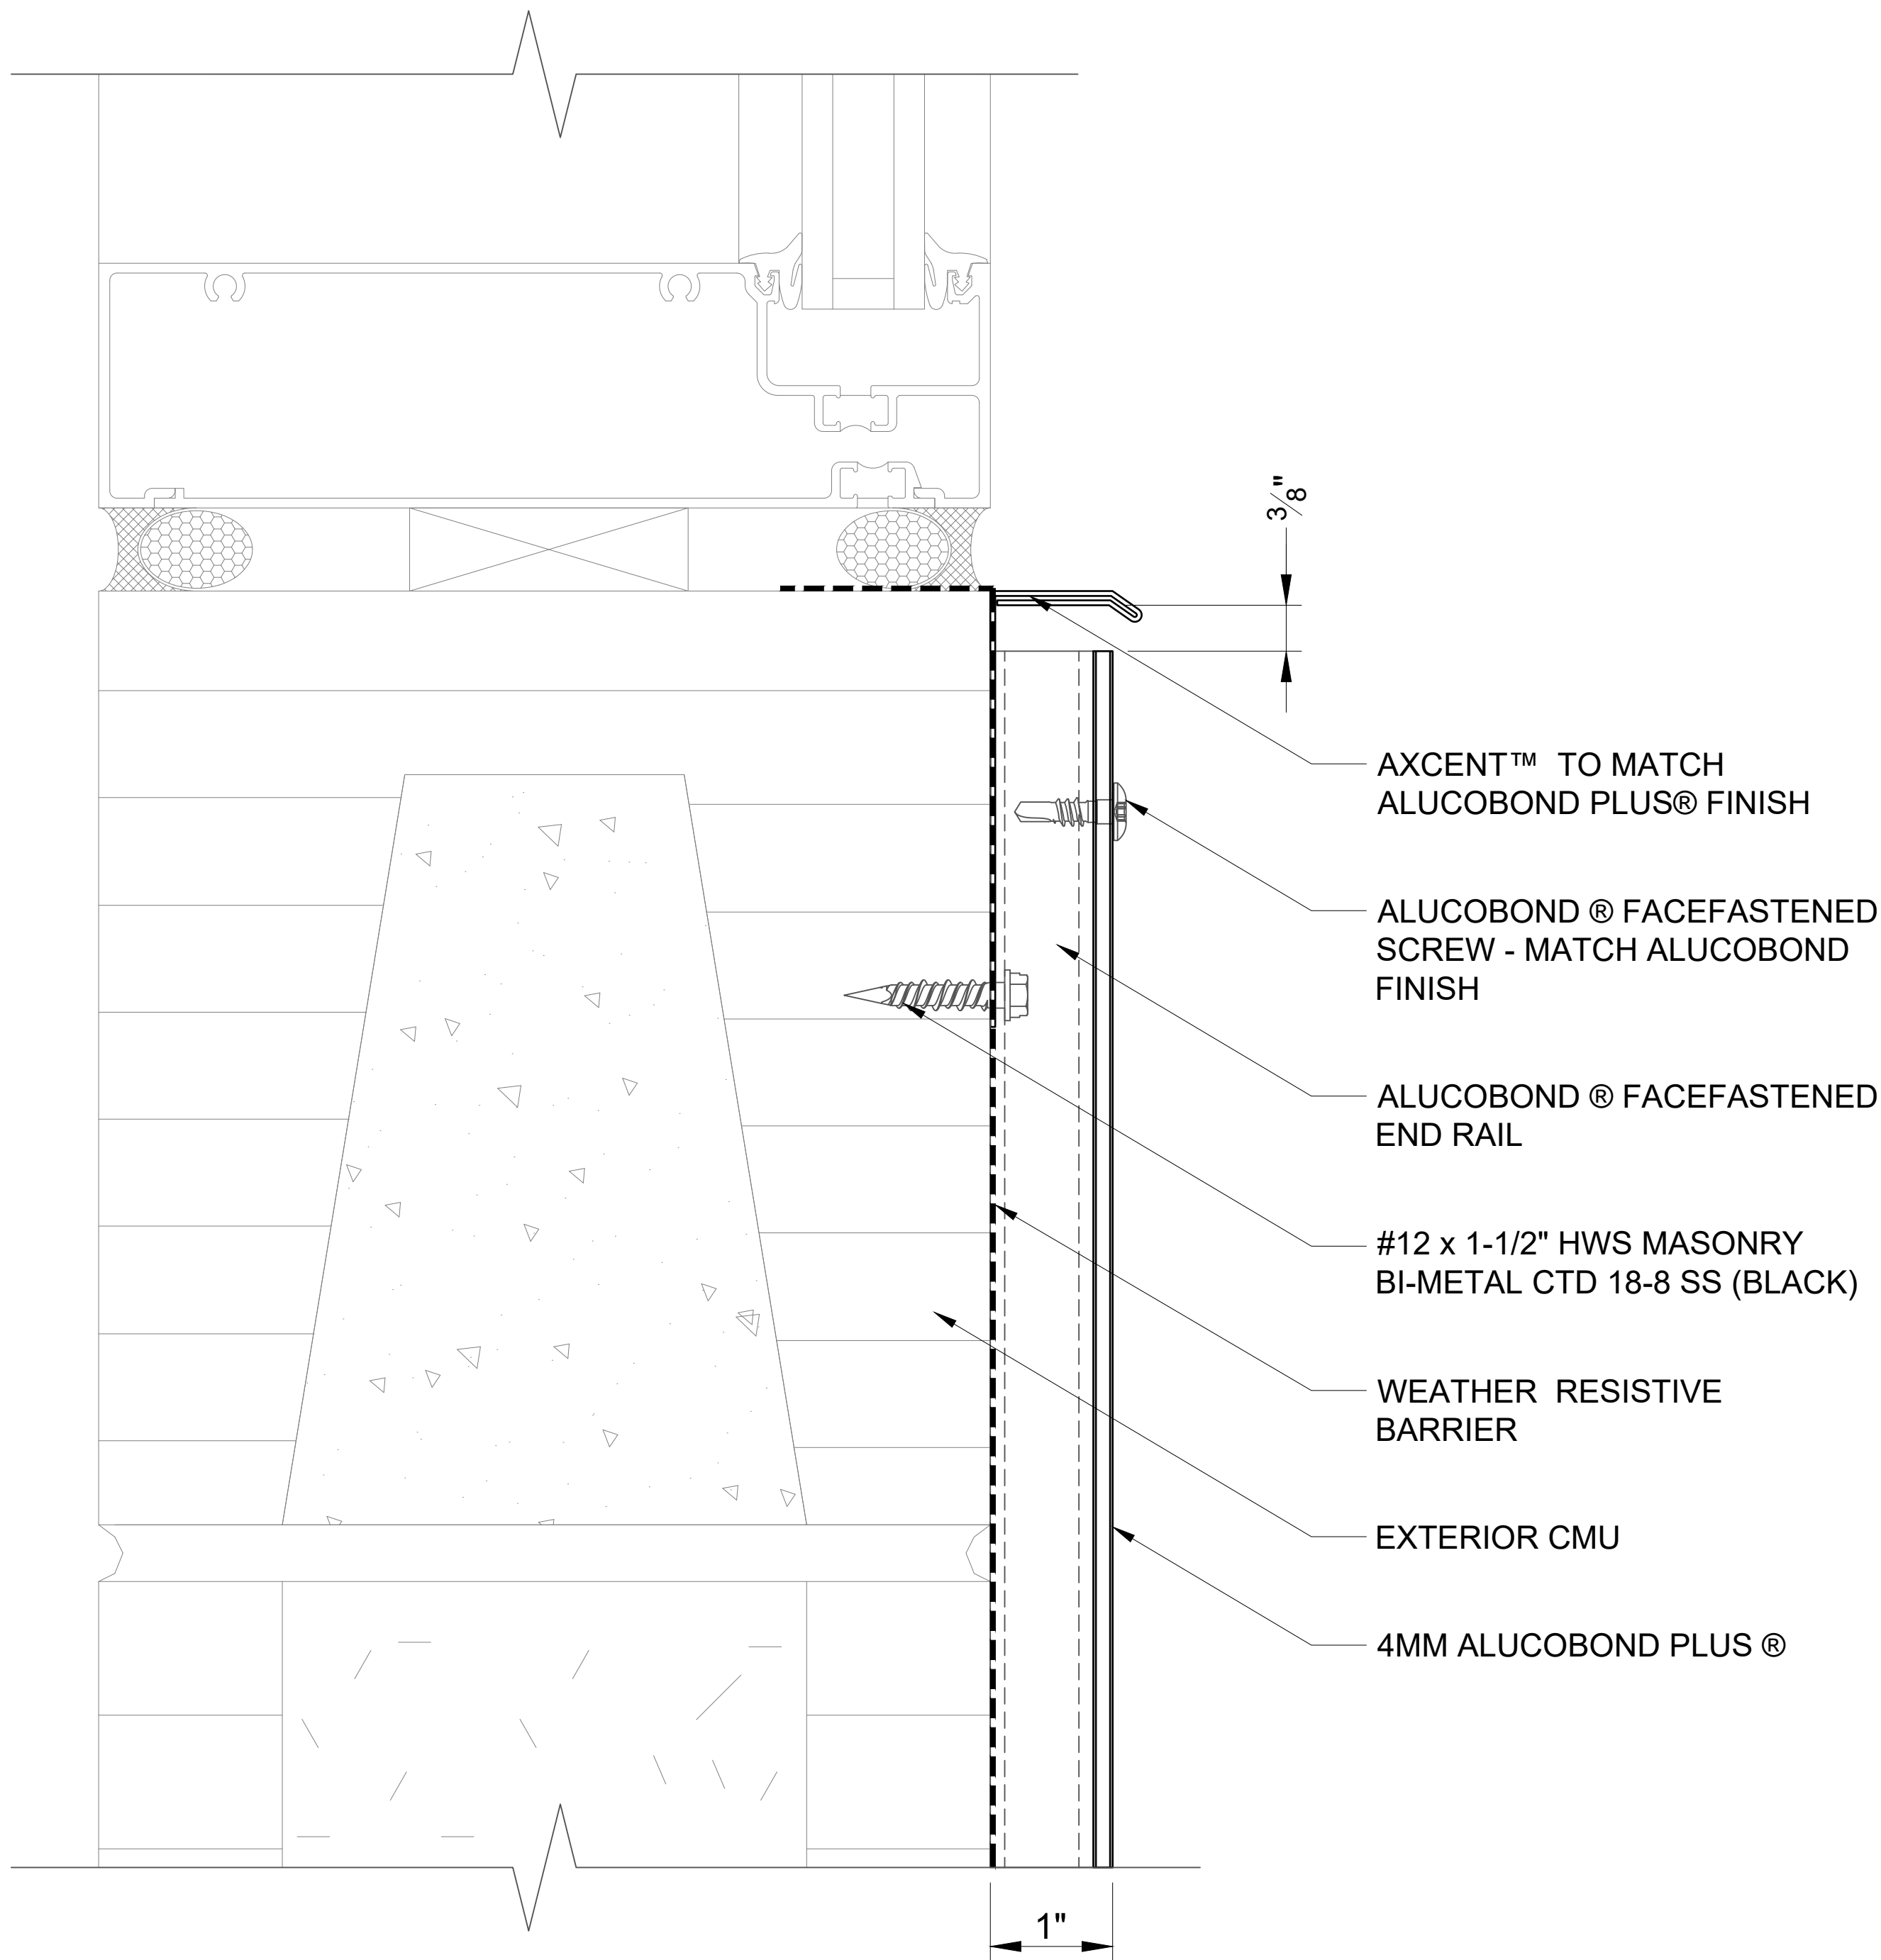 3/8"
AXCENT™ TO MATCH
ALUCOBOND PLUS® FINISH
ALUCOBOND ® FACEFASTENED
SCREW - MATCH ALUCOBOND
FINISH
ALUCOBOND ® FACEFASTENED
END RAIL
#12 x 1-1/2" HWS MASONRY
BI-METAL CTD 18-8 SS (BLACK)
WEATHER RESISTIVE
BARRIER
EXTERIOR CMU
4MM ALUCOBOND PLUS ®
1"